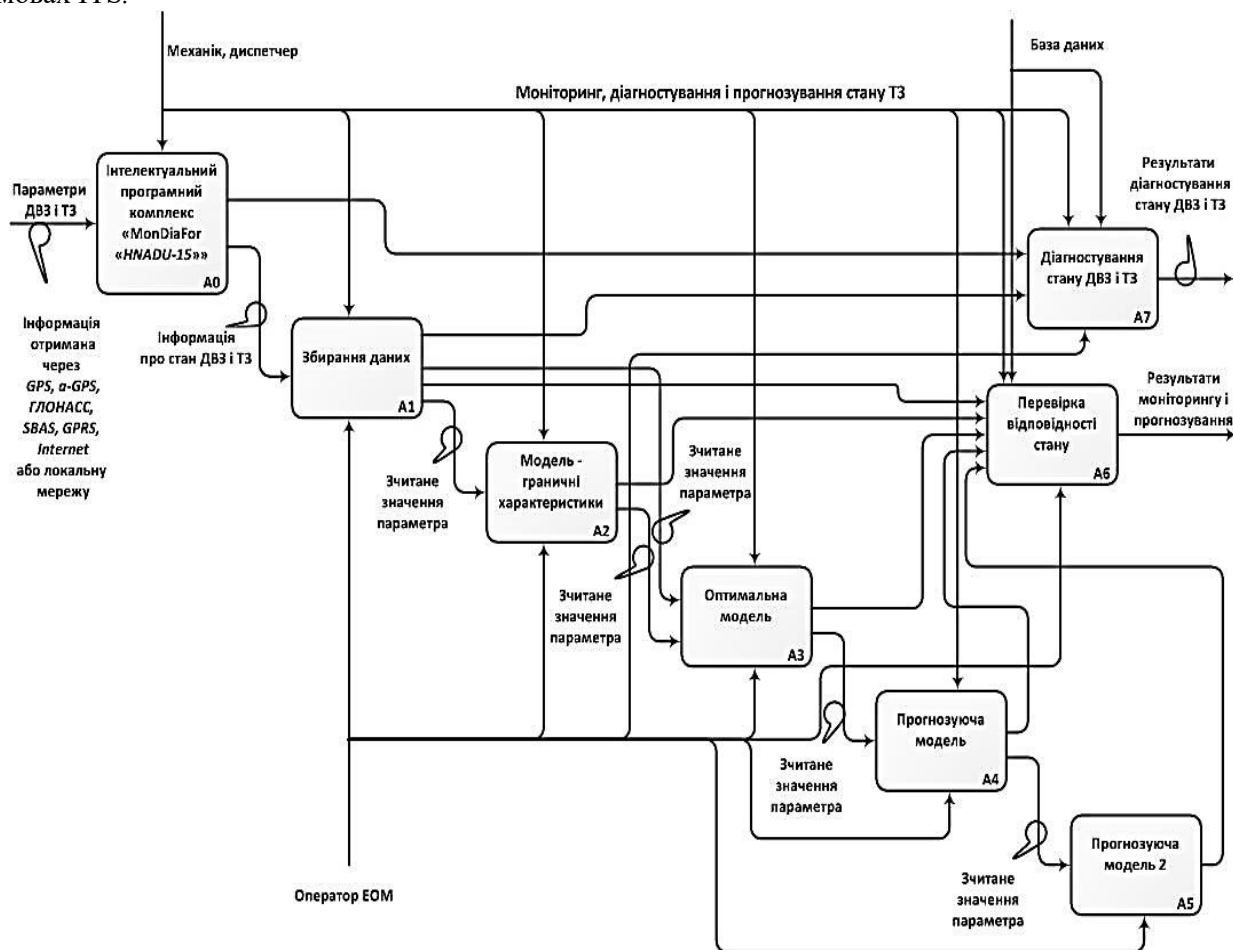 мовах ITS.
Механік, диспетчер
База даних
Моніторинг, діагностування і прогнозування стану ТЗ
Інтелектуальний
програмний
комплекс
«MonDiaFor
«HNADU-15»»
A0
Параметри
ДВЗ і ТЗ
Результати
діагностування
стану ДВЗ і ТЗ
Діагностування
стану ДВЗ і ТЗ
A7
Інформація
отримана
через
GPS, a-GPS,
ГЛОНАСС,
SBAS, GPRS,
Internet
або локальну
мережу
Інформація
про стан ДВЗ і ТЗ
Збирання даних
A1
Перевірка
відповідності
стану
A6
Результати
моніторингу і
прогнозування
Зчитане
значення
параметра
Модель -
граничні
характеристики
A2
Зчитане
значення
параметра
Зчитане
значення
параметра
Оптимальна
модель
A3
Зчитане
значення
параметра
Прогнозуюча
модель
A4
Зчитане
значення
параметра
Прогнозуюча
модель 2
A5
Оператор ЕОМ